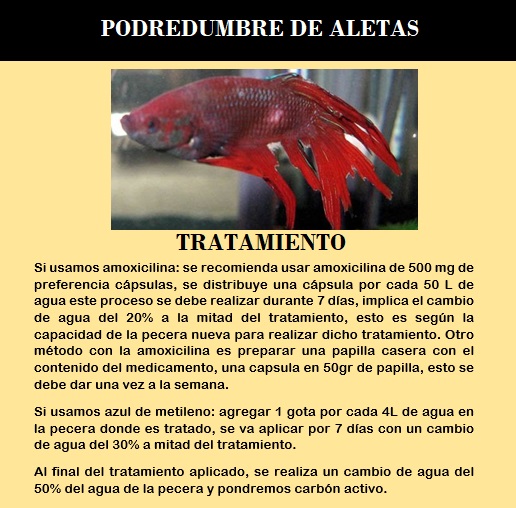 PODREDUMBRE DE ALETAS
TRATAMIENTO
Si usamos amoxicilina: se recomienda usar amoxicilina de 500 mg de
preferencia cápsulas, se distribuye una cápsula por cada 50 L de
agua este proceso se debe realizar durante 7 días, implica el cambio
de agua del 20% a la mitad del tratamiento, esto es según la
capacidad de la pecera nueva para realizar dicho tratamiento. Otro
método con la amoxicilina es preparar una papilla casera con el
contenido del medicamento, una capsula en 50gr de papilla, esto se
debe dar una vez a la semana.
Si usamos azul de metileno: agregar 1 gota por cada 4L de agua en
la pecera donde es tratado, se va aplicar por 7 días con un cambio
de agua del 30% a mitad del tratamiento.
Al final del tratamiento aplicado, se realiza un cambio de agua del
50% del agua de la pecera y pondremos carbón activo.